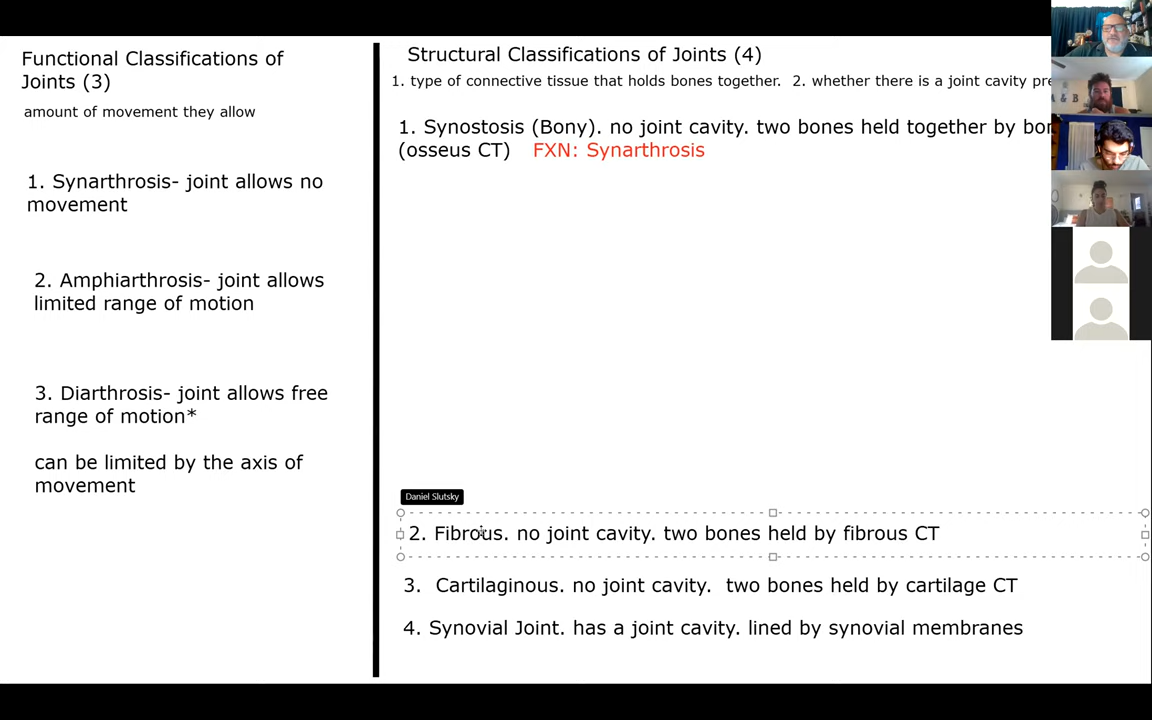 Functional Classifications of
Joints (3)
amount of movement they allow
1. Synarthrosis- joint allows no
movement
2. Amphiarthrosis- joint allows
limited range of motion
3. Diarthrosis- joint allows free
range of motion*
can be limited by the axis of
movement
Structural Classifications of Joints (4)
1. type of connective tissue that holds bones together. 2. whether there is a joint cavity pre
1. Synostosis (Bony). no joint cavity. two bones held together by bon
(osseus CT) FXN: Synarthrosis
Daniel Slutsky
2. Fibrous. no joint cavity. two bones held by fibrous CT
3. Cartilaginous. no joint cavity. two bones held by cartilage CT
4. Synovial Joint. has a joint cavity. lined by synovial membranes